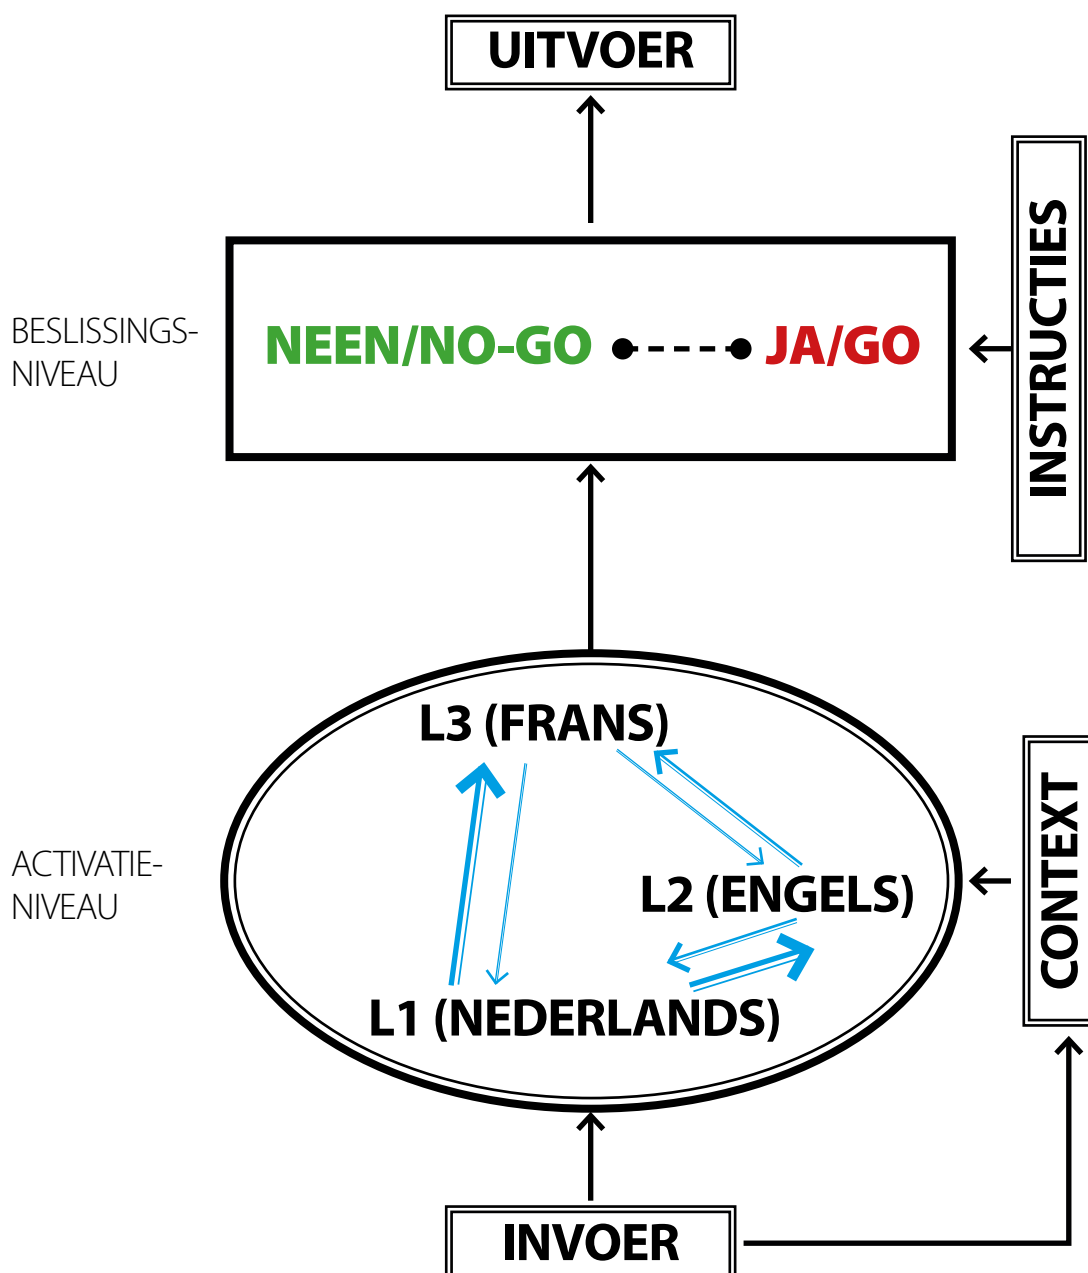 UITVOER
BESLISSINGS-
NIVEAU
NEEN/NO-GO
JA/GO
INSTRUCTIES
L3 (FRANS)
ACTIVATIE-
NIVEAU
L2 (ENGELS)
CONTEXT
L1 (NEDERLANDS)
INVOER